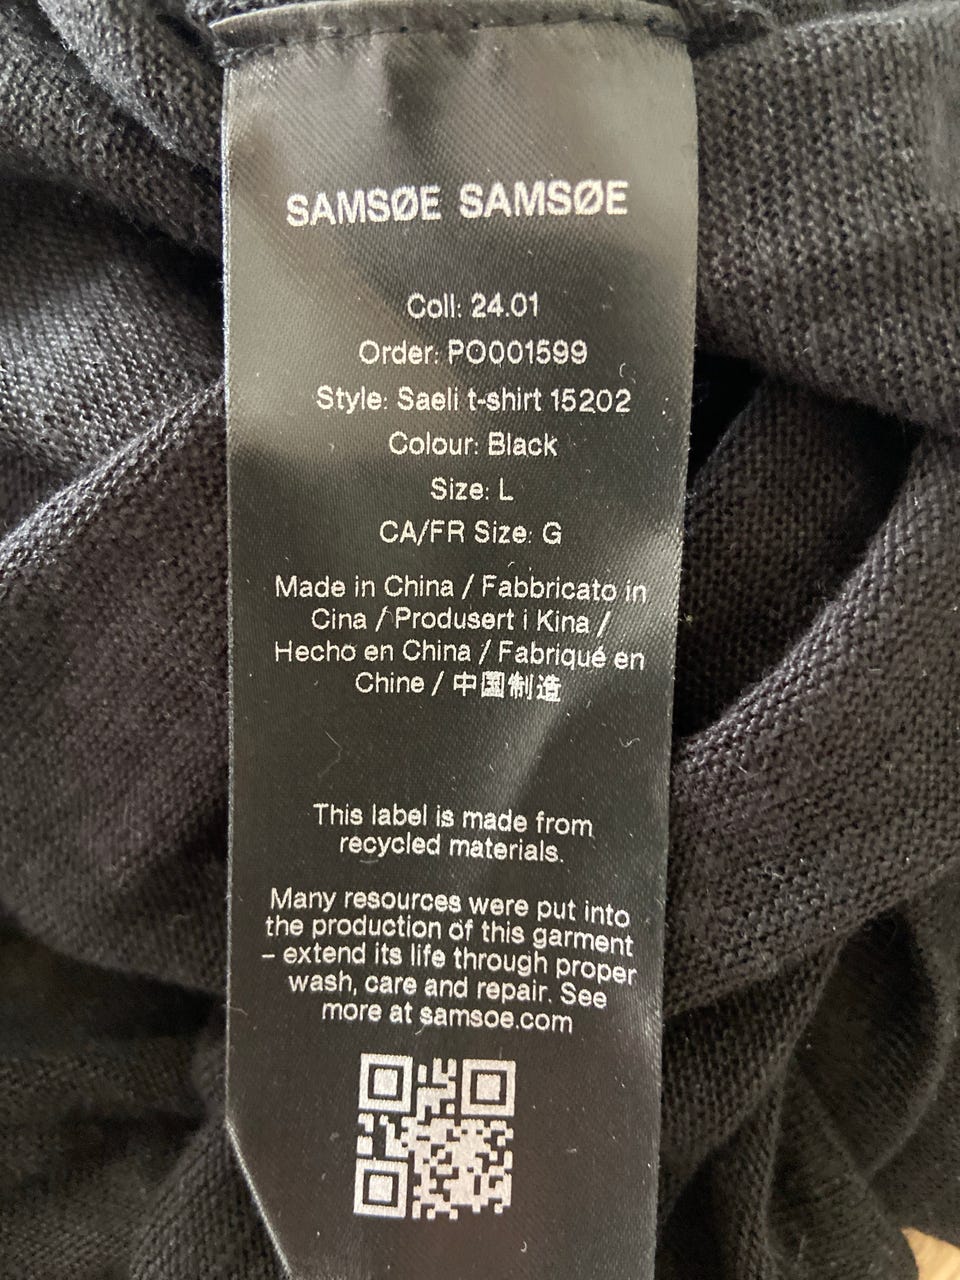 SAMSØE SAMSØE
Coll: 24.01
Order: PO001599
Style: Saeli t-shirt 15202
Colour: Black
Size: L
CA/FR Size: G
Made in China / Fabbricato in
Cina / Produsert i Kina /
Hecho en China / Fabriqué en
Chine / 中国制造
This label is made from
recycled materials.
Many resources were put into
the production of this garment
– extend its life through proper
wash, care and repair. See
more at samsoe.com